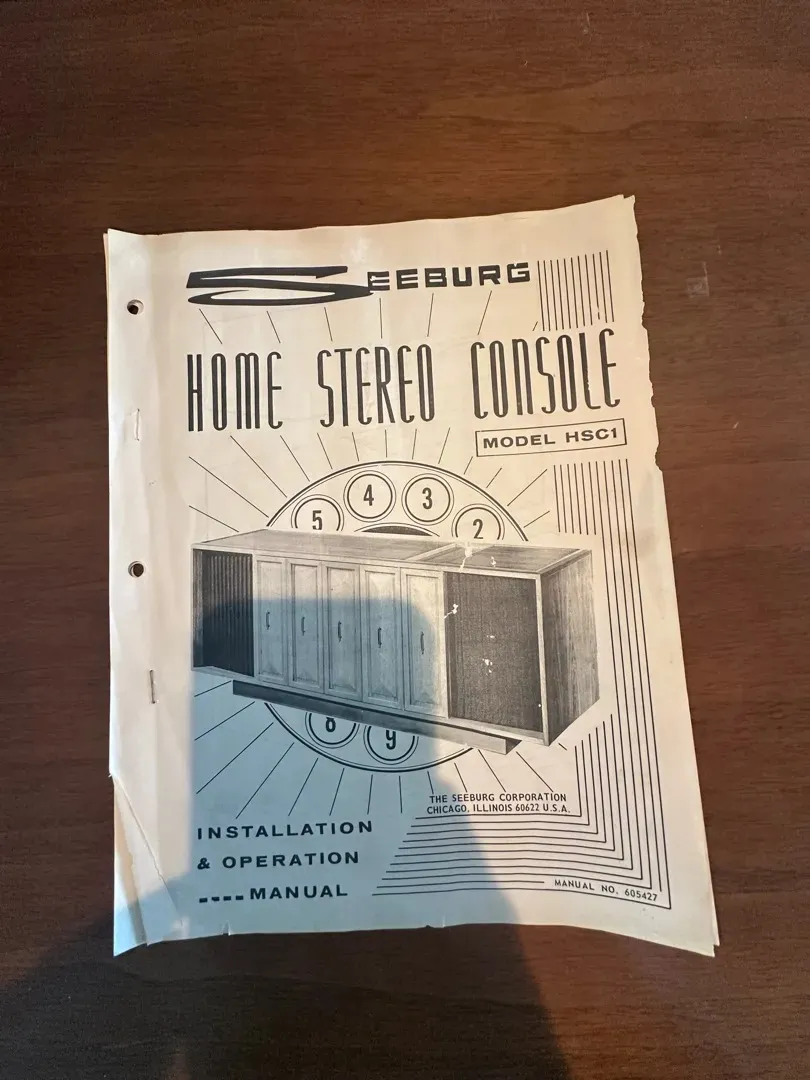 SEEBURG
HOME STEREO CONSOLE
MODEL HSC1
5 4 3 2
8 9
THE SEEBURG CORPORATION
CHICAGO, ILLINOIS 60622 U.S.A.
INSTALLATION
& OPERATION
----MANUAL
MANUAL NO. 605427